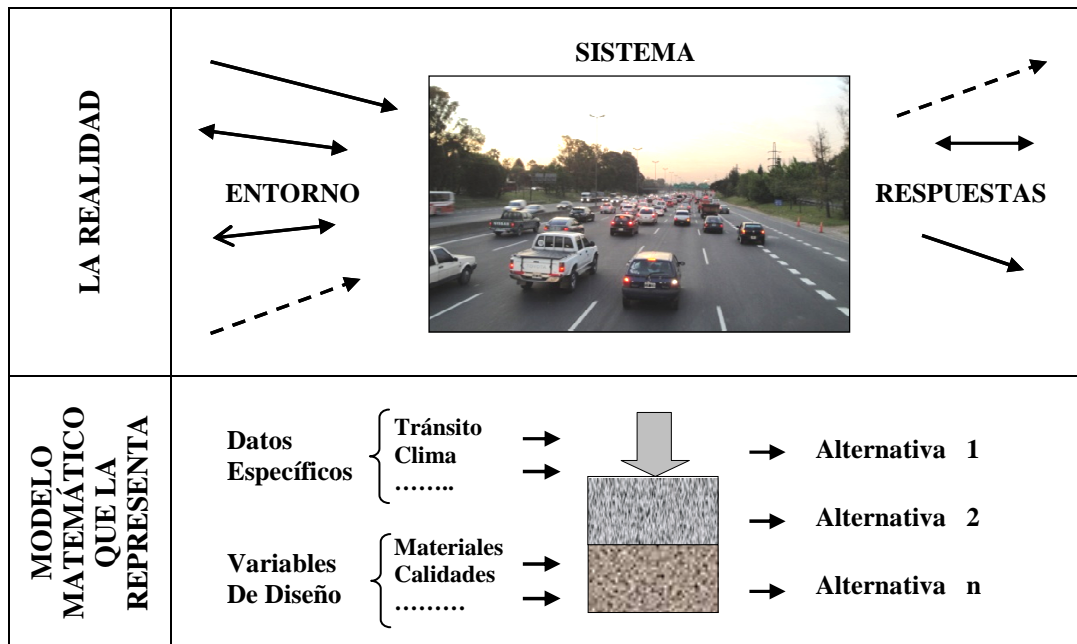 LA REALIDAD
SISTEMA
ENTORNO
RESPUESTAS
MODELO
MATEMÁTICO
QUE LA
REPRESENTA
Datos
Específicos
Tránsito
Clima
……..
Variables
De Diseño
Materiales
Calidades
………
Alternativa 1
Alternativa 2
Alternativa n